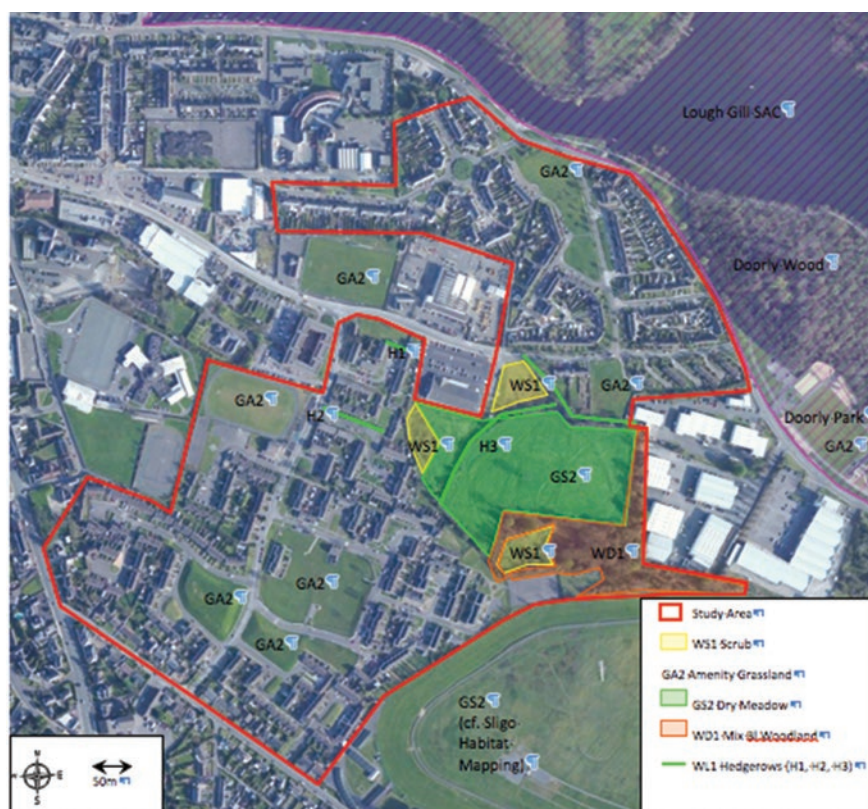 Lough Gill SAC
GA2
Doorly Wood
GA2
H1
WS1
GA2
Doorly Park
GA2
GA2
H2
WS1
H3
GS2
WS1
WD1
GA2
GA2
GA2
GS2
(cf. Sligo
Habitat
Mapping)
N
W E
S
50m
Study Area
WS1 Scrub
GA2 Amenity Grassland
GS2 Dry Meadow
WD1 Mix Bl Woodland
WL1 Hedgerows (H1, H2, H3)